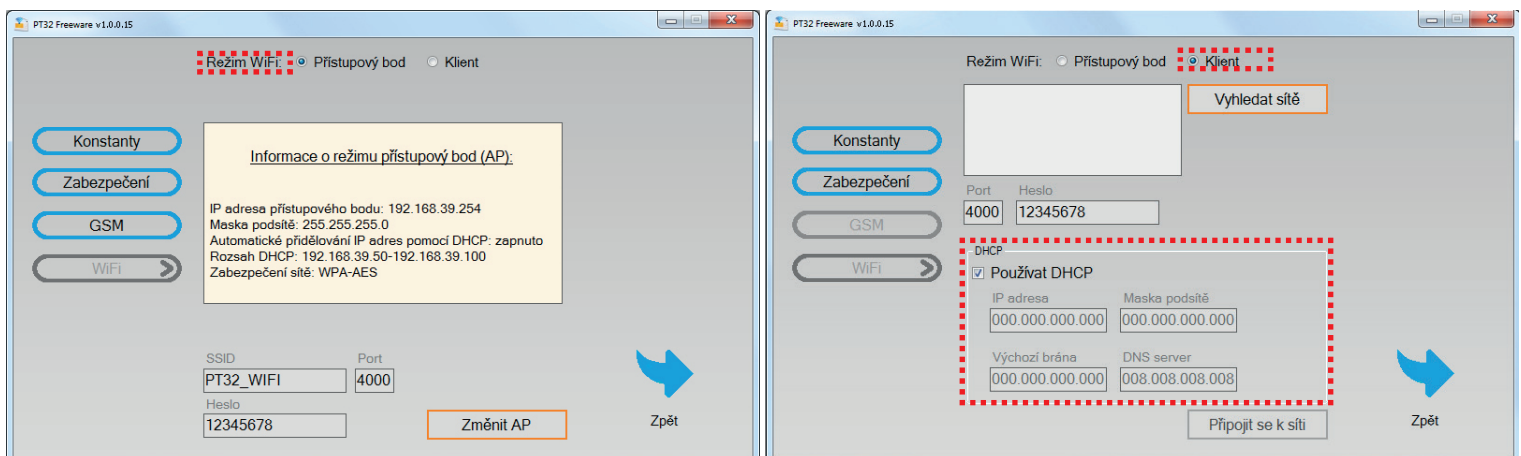 PT32 Freeware v1.0.0.15
Režim WiFi: Přístupový bod Klient
Konstanty
Zabezpečení
GSM
WiFi
Informace o režimu přístupový bod (AP):
IP adresa přístupového bodu: 192.168.39.254
Maska podsítě: 255.255.255.0
Automatické přidělování IP adres pomocí DHCP: zapnuto
Rozsah DHCP: 192.168.39.50-192.168.39.100
Zabezpečení sítě: WPA-AES
SSID Port
PT32_WIFI 4000
Heslo
12345678
Změnit AP
Zpět
PT32 Freeware v1.0.0.15
Režim WiFi: Přístupový bod Klient
Vyhledat sítě
Konstanty
Zabezpečení
GSM
WiFi
Port Heslo
4000 12345678
DHCP
Používat DHCP
IP adresa Maska podsítě
000.000.000.000 000.000.000.000
Výchozí brána DNS server
000.000.000.000 008.008.008.008
Připojit se k síti
Zpět